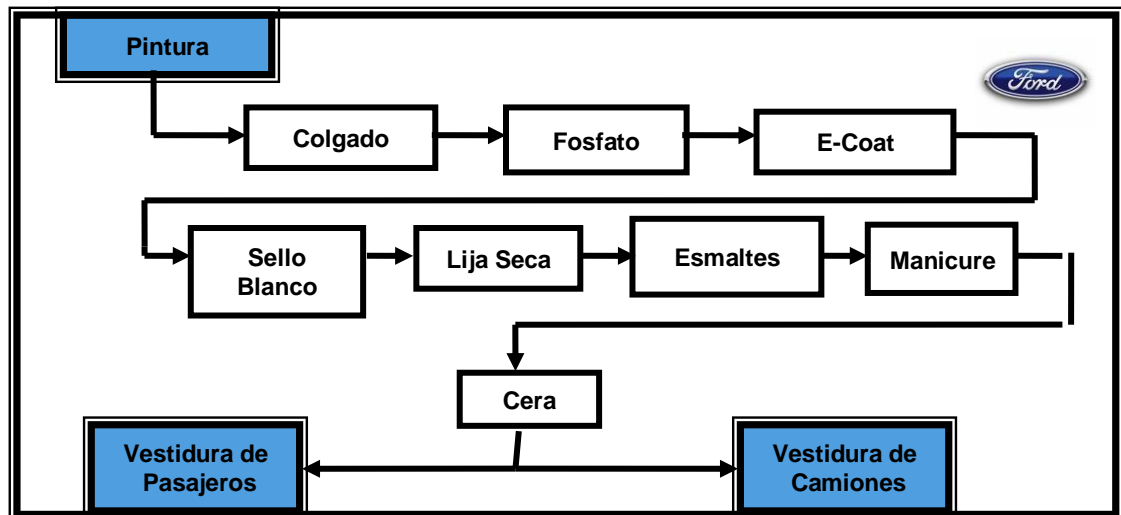 Pintura
Ford
Colgado
Fosfato
E-Coat
Sello
Blanco
Lija Seca
Esmaltes
Manicure
Cera
Vestidura de
Pasajeros
Vestidura de
Camiones